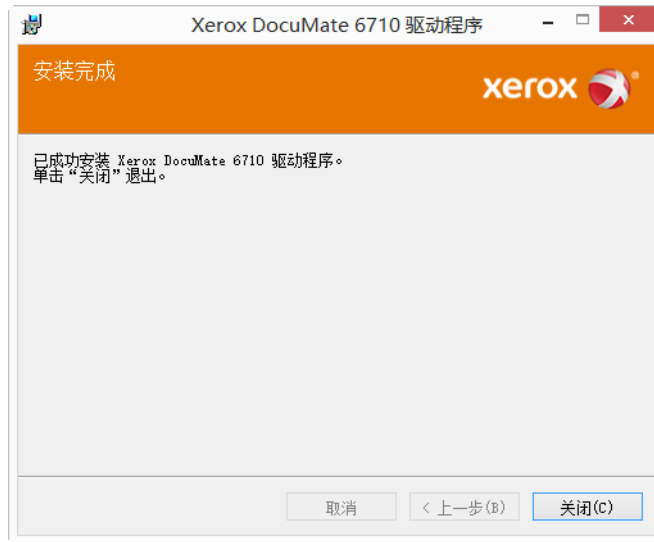 Xerox DocuMate 6710 驱动程序
安装完成
xerox
已成功安装 Xerox DocuMate 6710 驱动程序。
单击“关闭”退出。
取消
< 上一步(B)
关闭(C)